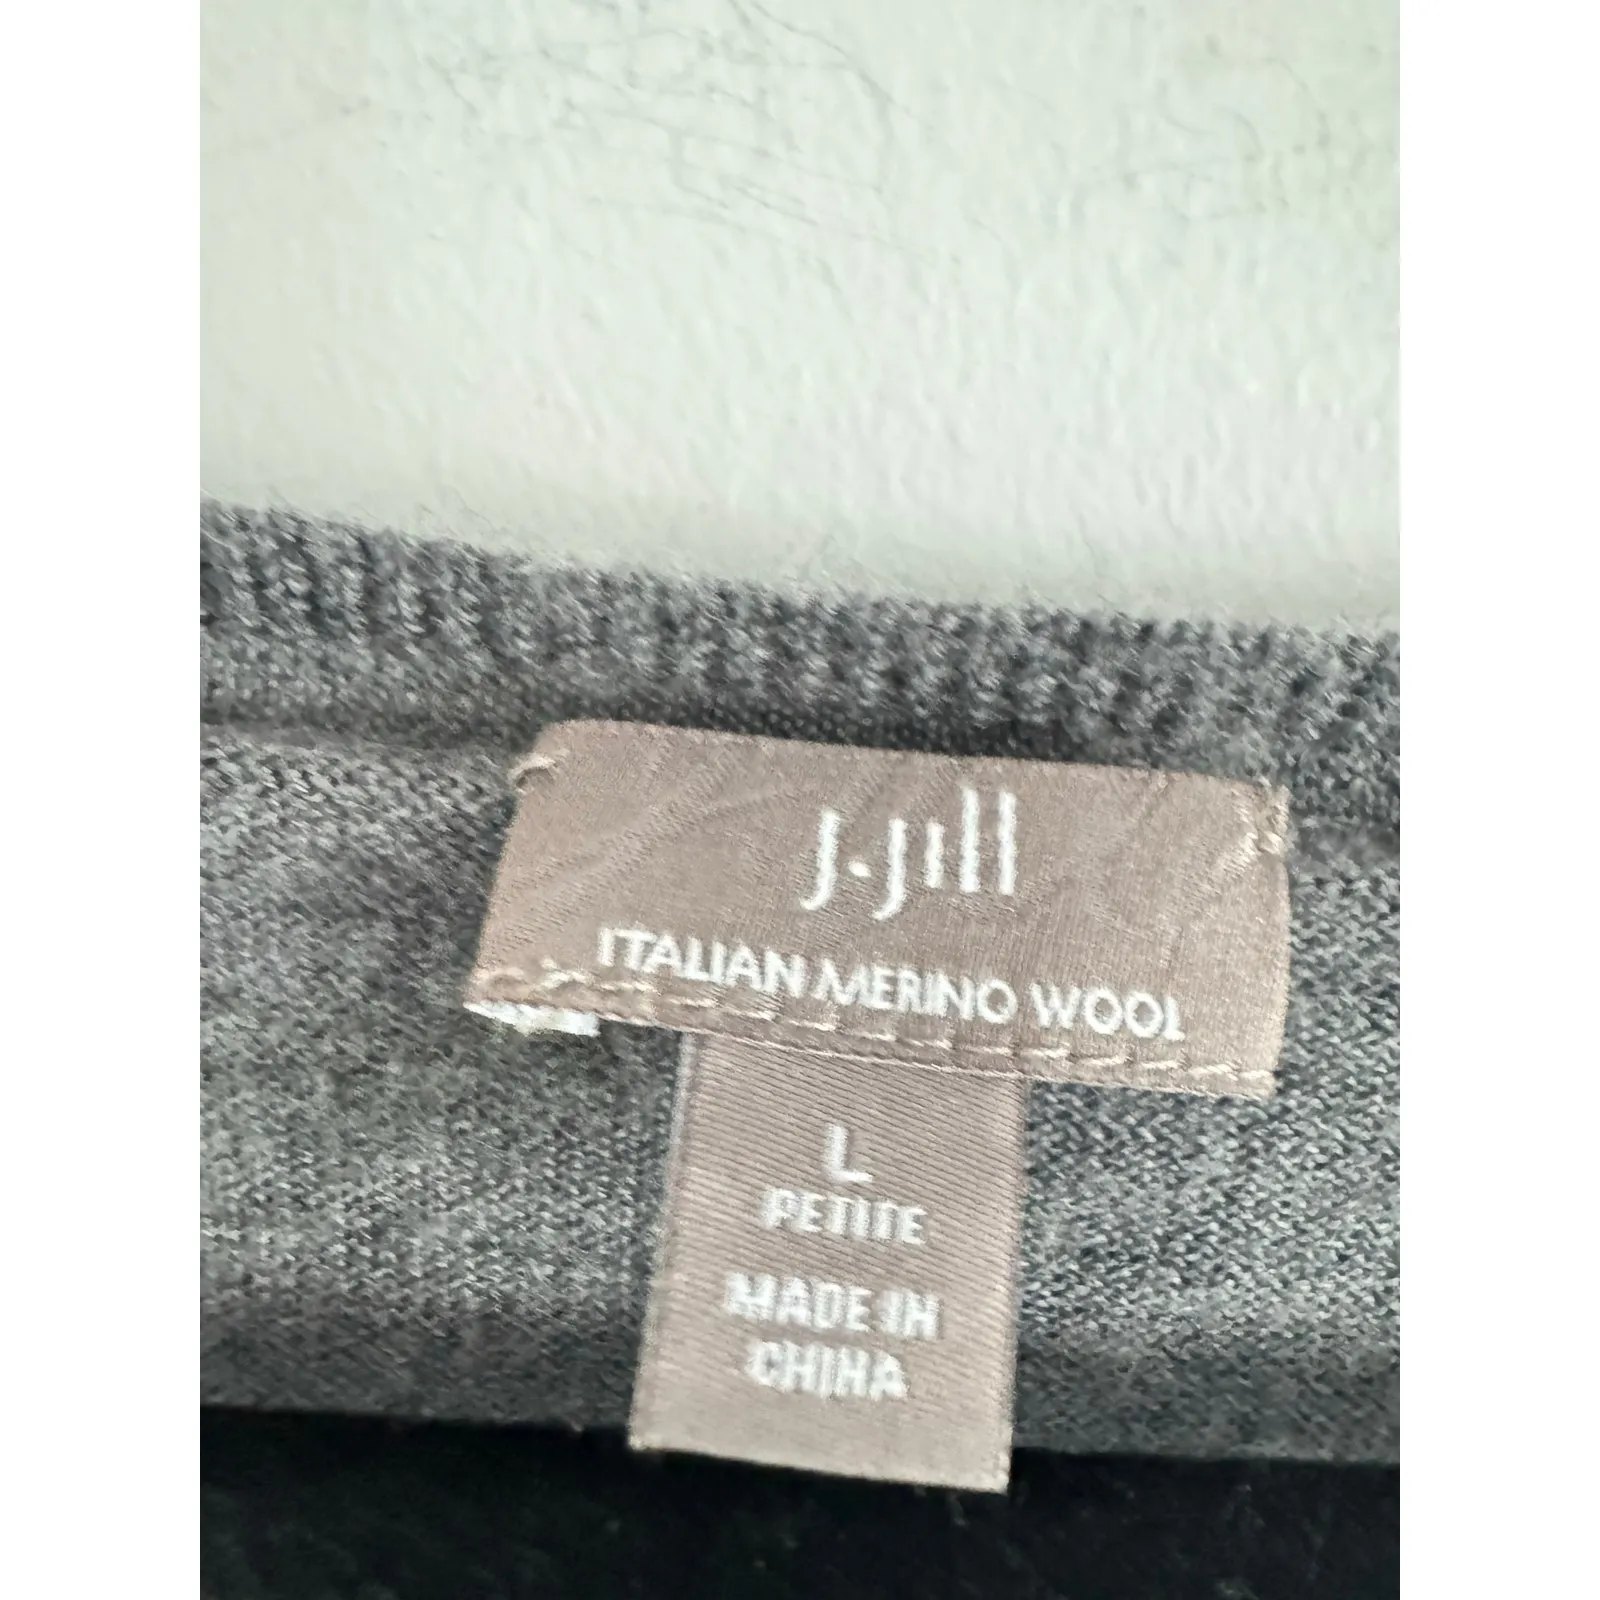 J.Jill
ITALIAN MERINO WOOL
L
PETITE
MADE IN
CHINA